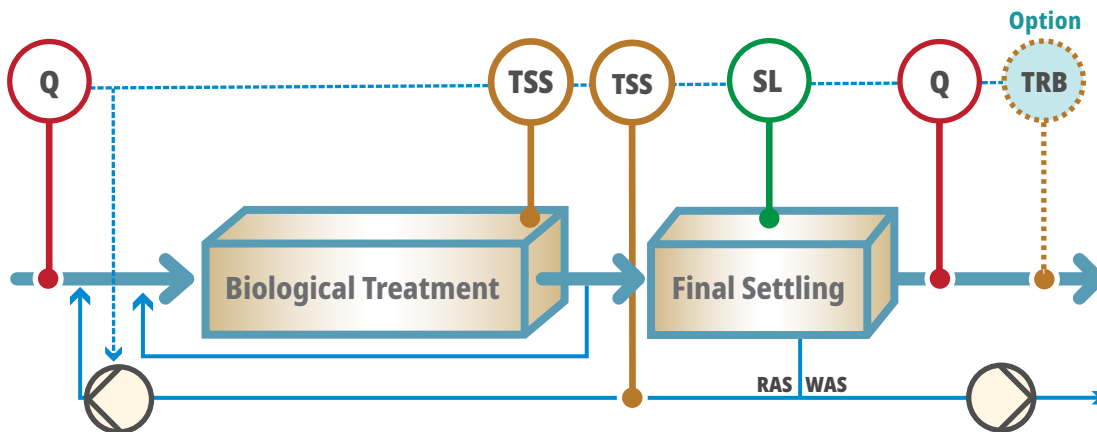 Option
Q
TSS
TSS
SL
Q
TRB
Biological Treatment
Final Settling
RAS
WAS